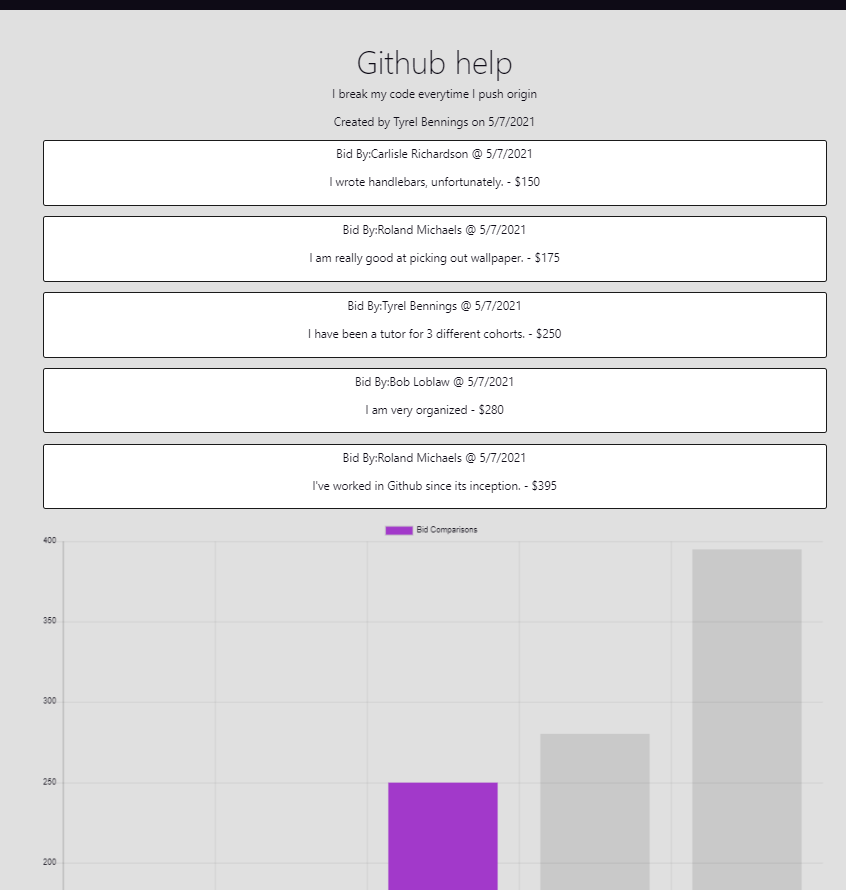 Github help
I break my code everytime I push origin
Created by Tyrel Bennings on 5/7/2021
Bid By:Carlisle Richardson @ 5/7/2021
I wrote handlebars, unfortunately. - $150
Bid By:Roland Michaels @ 5/7/2021
I am really good at picking out wallpaper. - $175
Bid By:Tyrel Bennings @ 5/7/2021
I have been a tutor for 3 different cohorts. - $250
Bid By:Bob Loblaw @ 5/7/2021
I am very organized - $280
Bid By:Roland Michaels @ 5/7/2021
I've worked in Github since its inception. - $395
Bid Comparisons
400
350
300
250
200